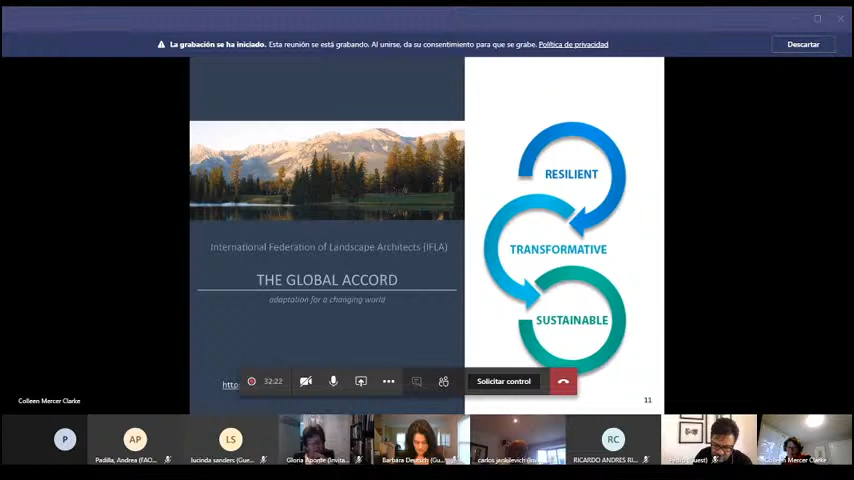 La grabación se ha iniciado. Esta reunión se está grabando. Al unirse, da su consentimiento para que se grabe. Política de privacidad
Descartar
RESILIENT
TRANSFORMATIVE
SUSTAINABLE
International Federation of Landscape Architects (IFLA)
THE GLOBAL ACCORD
adaptation for a changing world
http
32:22
Solicitar control
11
Colleen Mercer Clarke
P
AP
LS
RC
Padilla, Andrea (FAO...
lucinda sanders (Gue...
Gloria Aponte (Invita...
Barbara Deutsch (Gu...
carlos jankilevich (Inv
RICARDO ANDRES RI...
Colleen Mercer Clarke